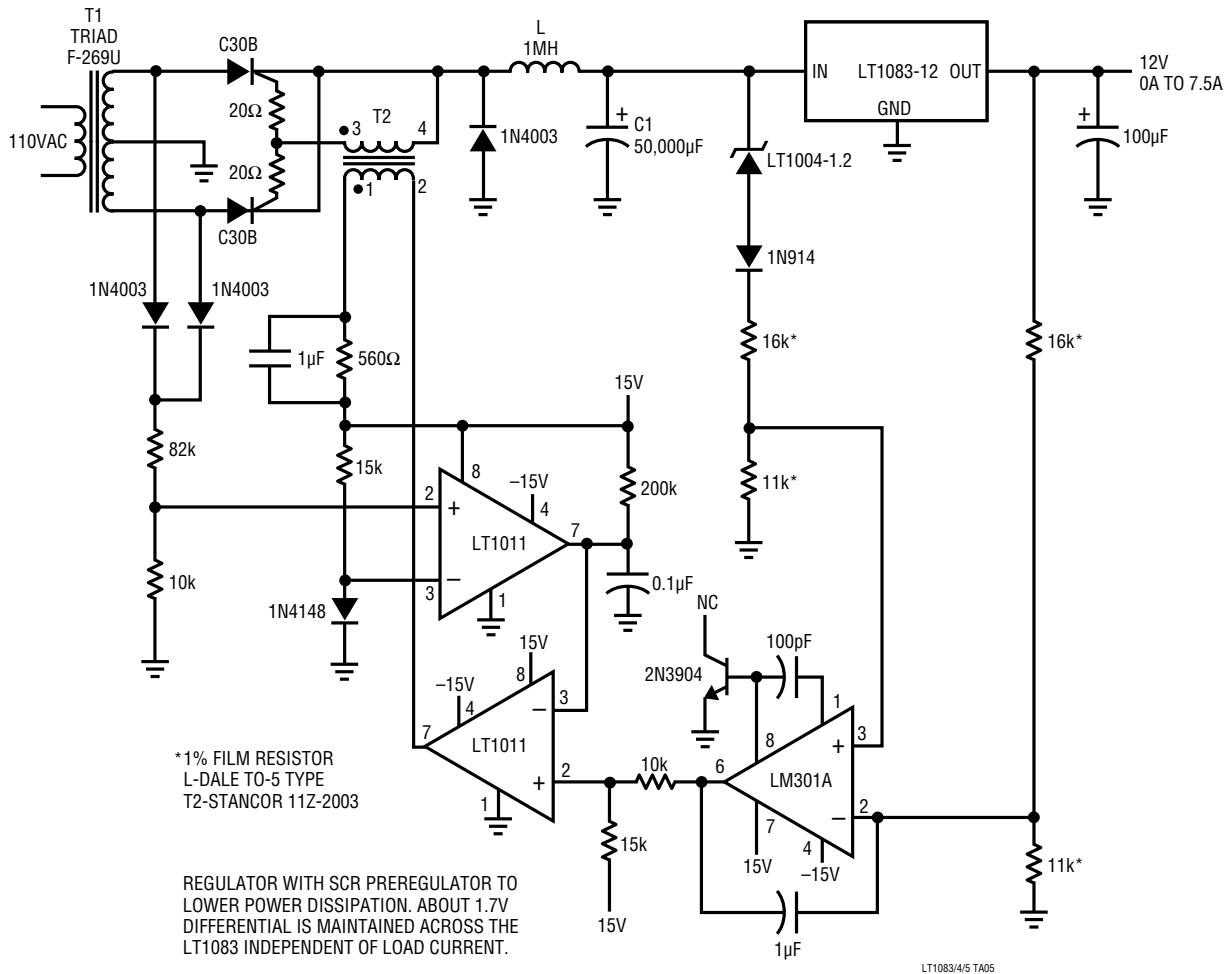 T1
TRIAD
F-269U
110VAC
C30B
20Ω
20Ω
C30B
T2
3
4
1
2
1N4003
L
1MH
+
C1
50,000µF
IN
LT1083-12
OUT
GND
12V
0A TO 7.5A
+
100µF
LT1004-1.2
1N914
16k*
16k*
11k*
11k*
1N4003
1N4003
1µF
560Ω
82k
15k
10k
1N4148
15V
200k
0.1µF
2
+
3
–
8
–15V
4
7
LT1011
1
15V
8
–15V
4
3
–
7
LT1011
+
2
1
10k
15k
15V
NC
2N3904
100pF
1
8
+
3
6
LM301A
–
2
7
15V
4
–15V
1µF
*1% FILM RESISTOR
L-DALE TO-5 TYPE
T2-STANCOR 11Z-2003
REGULATOR WITH SCR PREREGULATOR TO
LOWER POWER DISSIPATION. ABOUT 1.7V
DIFFERENTIAL IS MAINTAINED ACROSS THE
LT1083 INDEPENDENT OF LOAD CURRENT.
LT1083/4/5 TA05